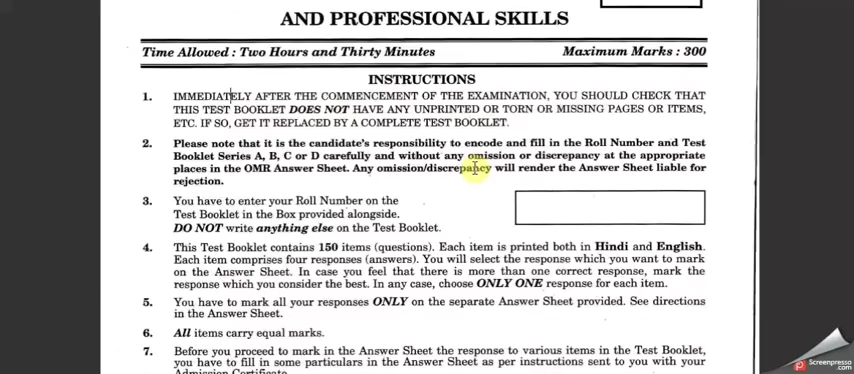 AND PROFESSIONAL SKILLS
Time Allowed : Two Hours and Thirty Minutes Maximum Marks : 300
INSTRUCTIONS
1. IMMEDIATELY AFTER THE COMMENCEMENT OF THE EXAMINATION, YOU SHOULD CHECK THAT
THIS TEST BOOKLET DOES NOT HAVE ANY UNPRINTED OR TORN OR MISSING PAGES OR ITEMS,
ETC. IF SO, GET IT REPLACED BY A COMPLETE TEST BOOKLET.
2. Please note that it is the candidate's responsibility to encode and fill in the Roll Number and Test
Booklet Series A, B, C or D carefully and without any omission or discrepancy at the appropriate
places in the OMR Answer Sheet. Any omission/discrepancy will render the Answer Sheet liable for
rejection.
3. You have to enter your Roll Number on the
Test Booklet in the Box provided alongside.
DO NOT write anything else on the Test Booklet.
4. This Test Booklet contains 150 items (questions). Each item is printed both in Hindi and English.
Each item comprises four responses (answers). You will select the response which you want to mark
on the Answer Sheet. In case you feel that there is more than one correct response, mark the
response which you consider the best. In any case, choose ONLY ONE response for each item.
5. You have to mark all your responses ONLY on the separate Answer Sheet provided. See directions
in the Answer Sheet.
6. All items carry equal marks.
7. Before you proceed to mark in the Answer Sheet the response to various items in the Test Booklet,
you have to fill in some particulars in the Answer Sheet as per instructions sent to you with your
Admission Certificate.
Screenpresso
.com